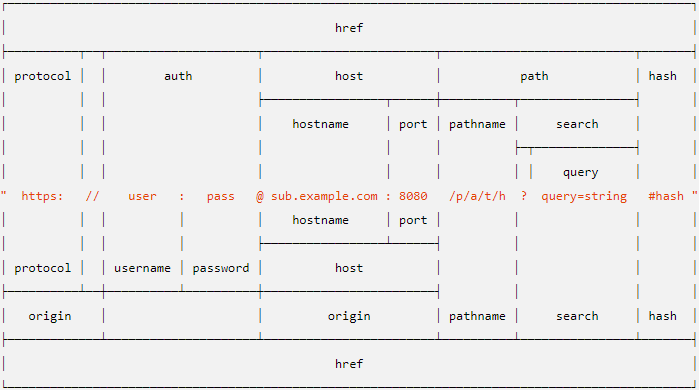 href
protocol auth host path hash
hostname port pathname search
query
" https: // user : pass @ sub.example.com : 8080 /p/a/t/h ? query=string #hash "
hostname port
protocol username password host
origin origin pathname search hash
href